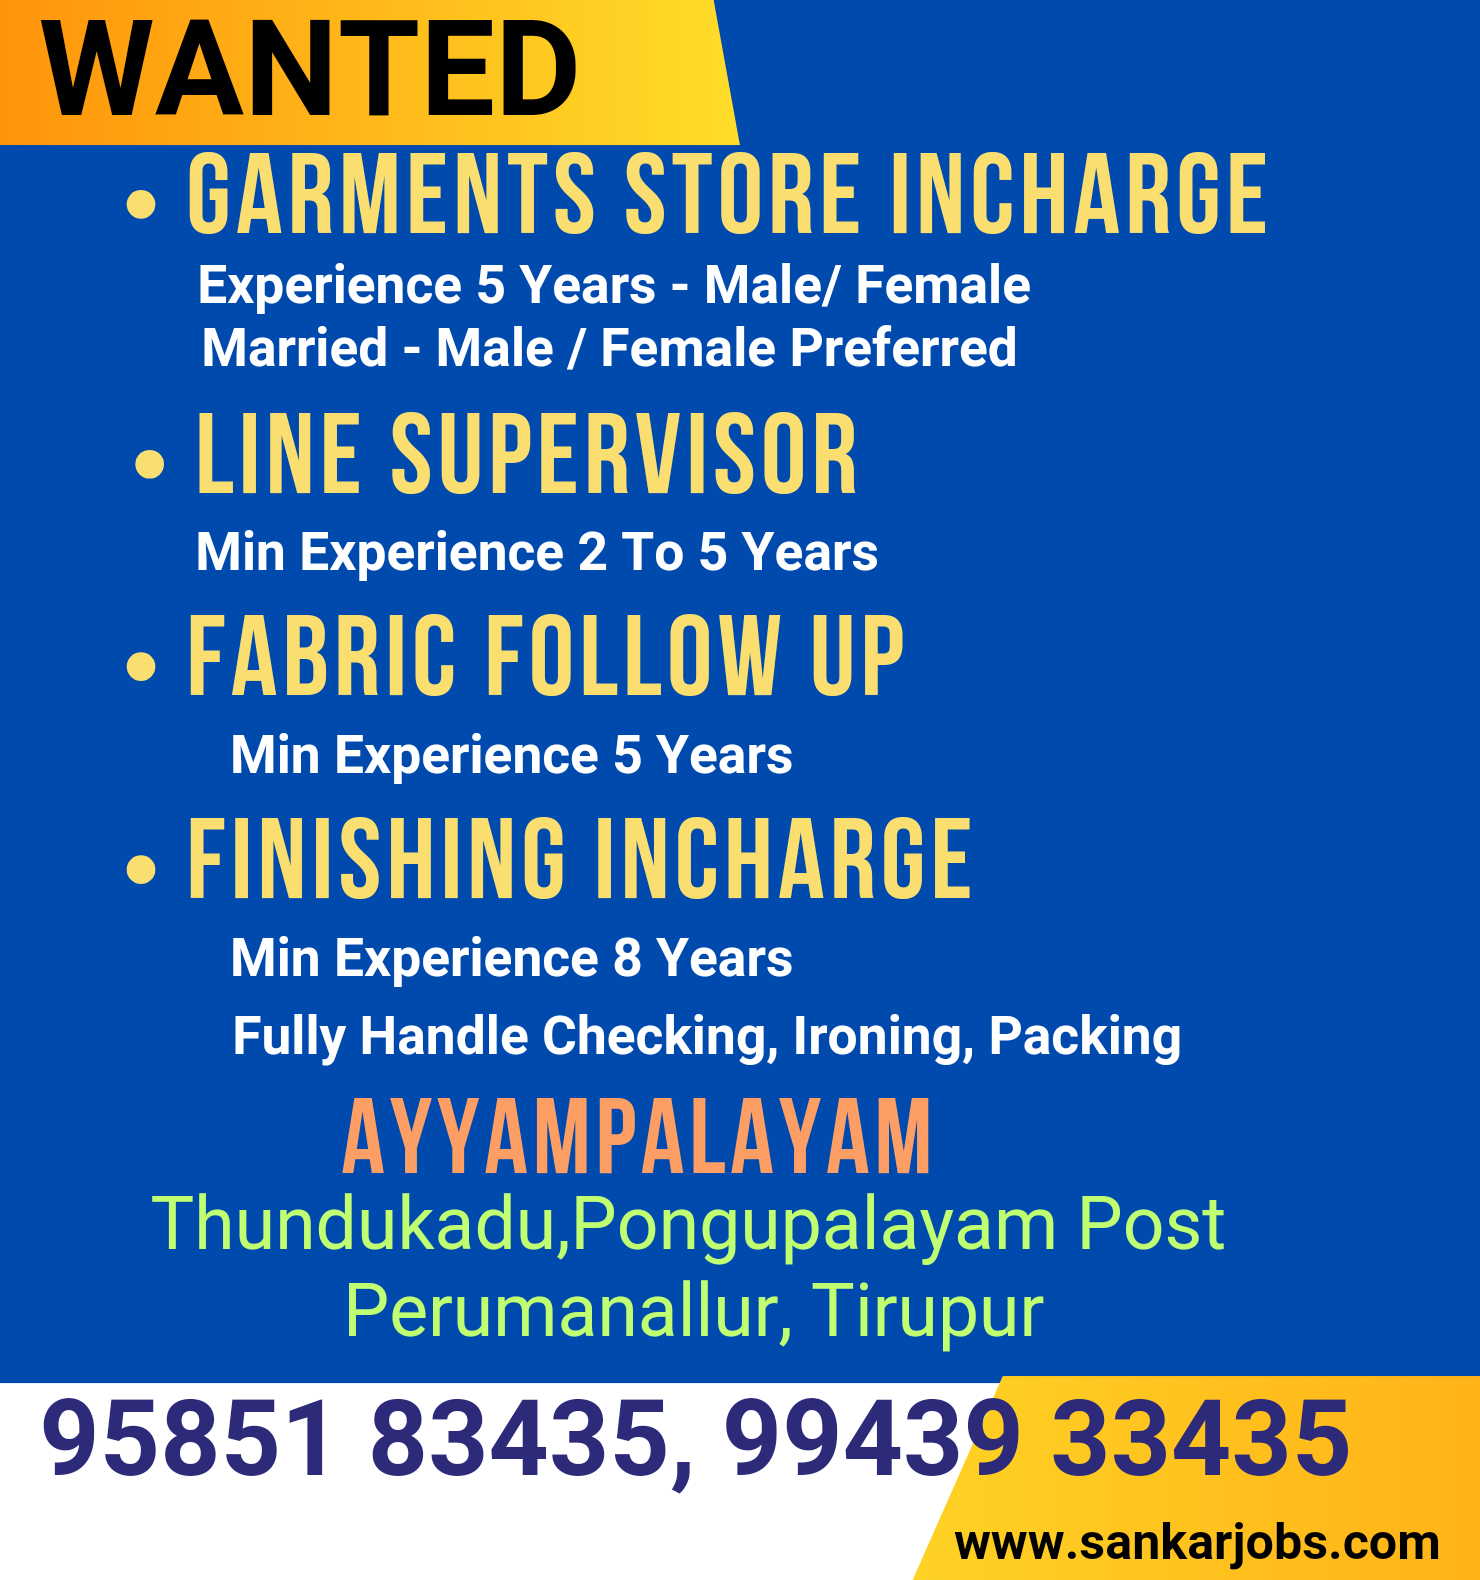 WANTED
• GARMENTS STORE INCHARGE
Experience 5 Years - Male/ Female
Married - Male / Female Preferred
• LINE SUPERVISOR
Min Experience 2 To 5 Years
• FABRIC FOLLOW UP
Min Experience 5 Years
• FINISHING INCHARGE
Min Experience 8 Years
Fully Handle Checking, Ironing, Packing
AYYAMPALAYAM
Thundukadu,Pongupalayam Post
Perumanallur, Tirupur
95851 83435, 99439 33435
www.sankarjobs.com